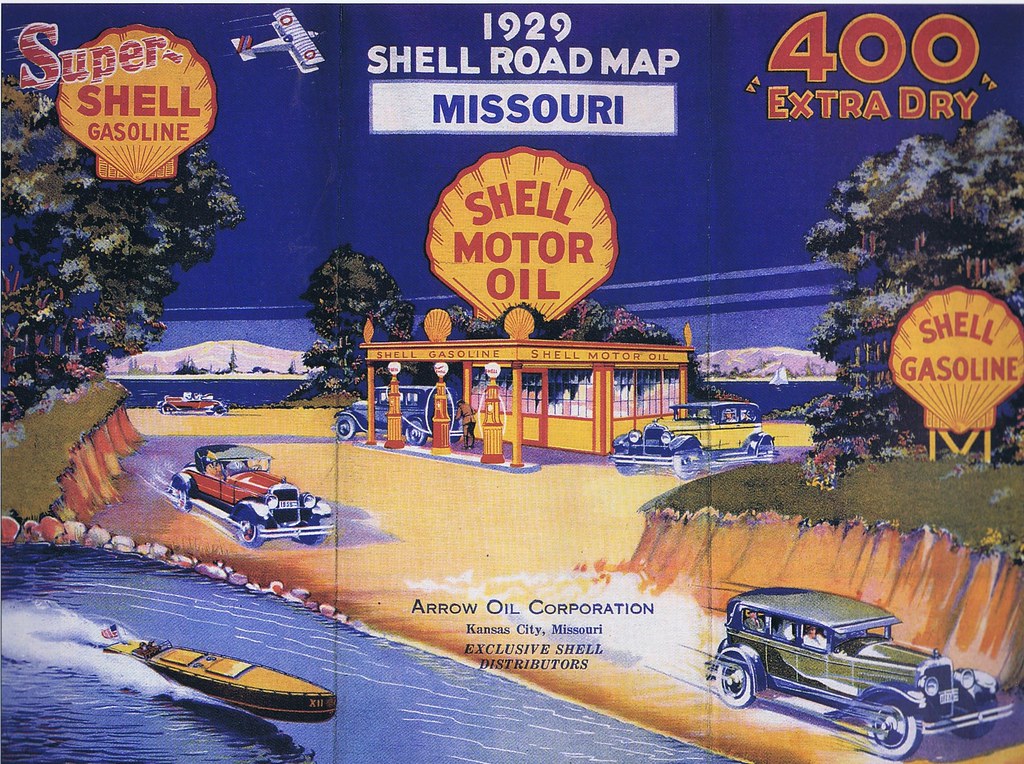 Super-
SHELL
GASOLINE
1929
SHELL ROAD MAP
MISSOURI
"400"
EXTRA DRY
SHELL
MOTOR
OIL
SHELL
GASOLINE
SHELL GASOLINE
SHELL MOTOR OIL
ARROW OIL CORPORATION
Kansas City, Missouri
EXCLUSIVE SHELL
DISTRIBUTORS
X11